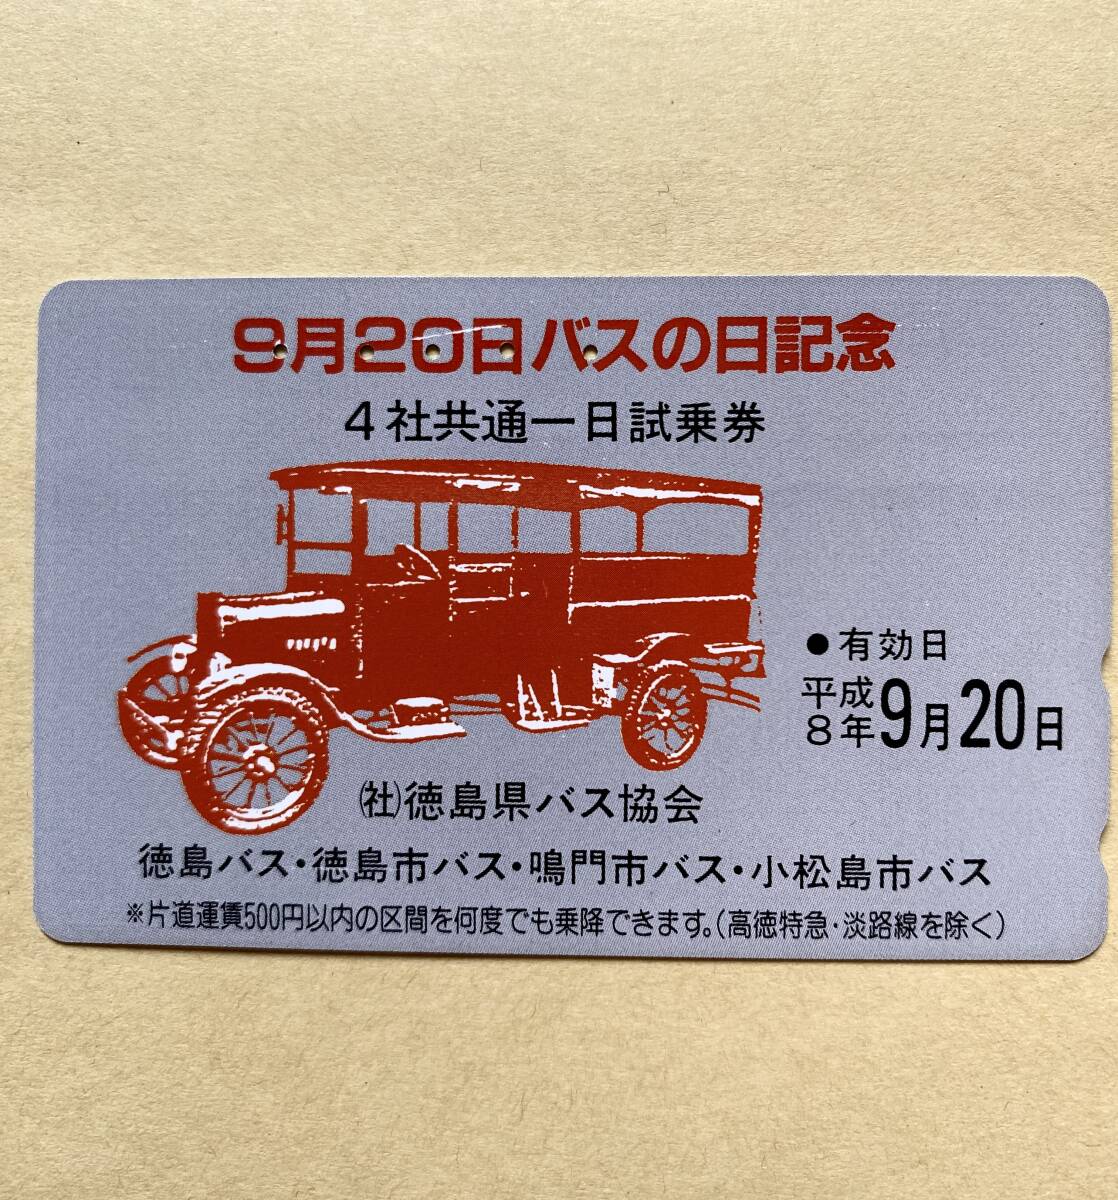 9月20日バスの日記念
4社共通一日試乗券
●有効日
平成8年9月20日
㈳徳島県バス協会
徳島バス・徳島市バス・鳴門市バス・小松島市バス
※片道運賃500円以内の区間を何度でも乗降できます。(高徳特急・淡路線を除く)